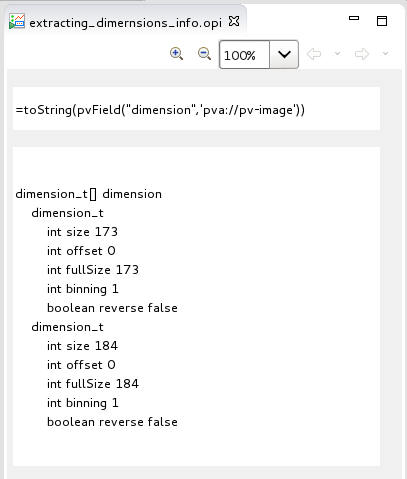 extracting_dimernsions_info.opi
100%
=toString(pvField("dimension",'pva://pv-image'))
dimension_t[] dimension
dimension_t
int size 173
int offset 0
int fullSize 173
int binning 1
boolean reverse false
dimension_t
int size 184
int offset 0
int fullSize 184
int binning 1
boolean reverse false